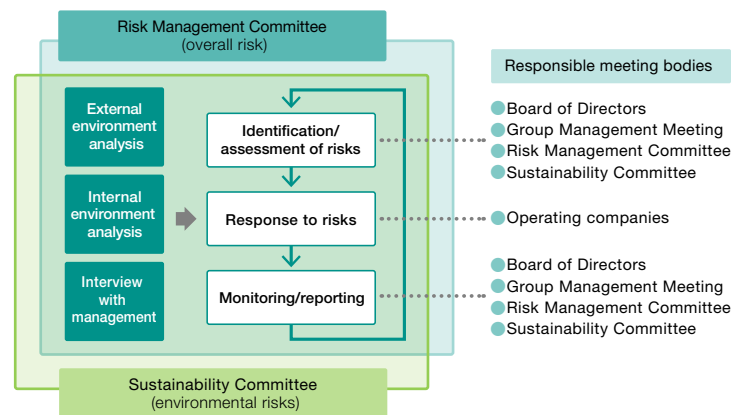 Risk Management Committee
(overall risk)
Responsible meeting bodies
External
environment
analysis
Identification/
assessment of risks
Board of Directors
Group Management Meeting
Risk Management Committee
Sustainability Committee
Internal
environment
analysis
Response to risks
Operating companies
Interview
with
management
Monitoring/reporting
Board of Directors
Group Management Meeting
Risk Management Committee
Sustainability Committee
Sustainability Committee
(environmental risks)